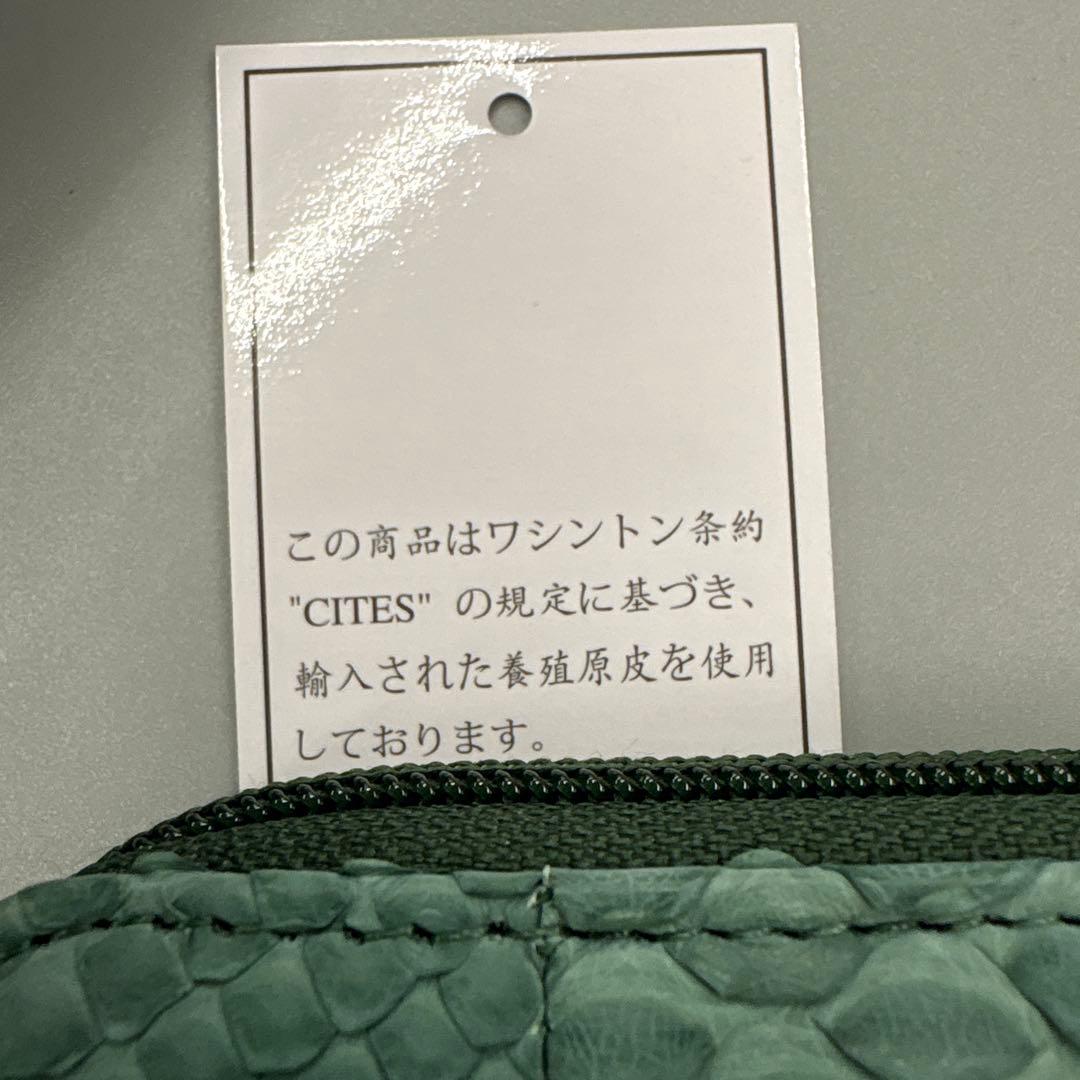 この商品はワシントン条約
"CITES" の規定に基づき、
輸入された養殖原皮を使用
しております。